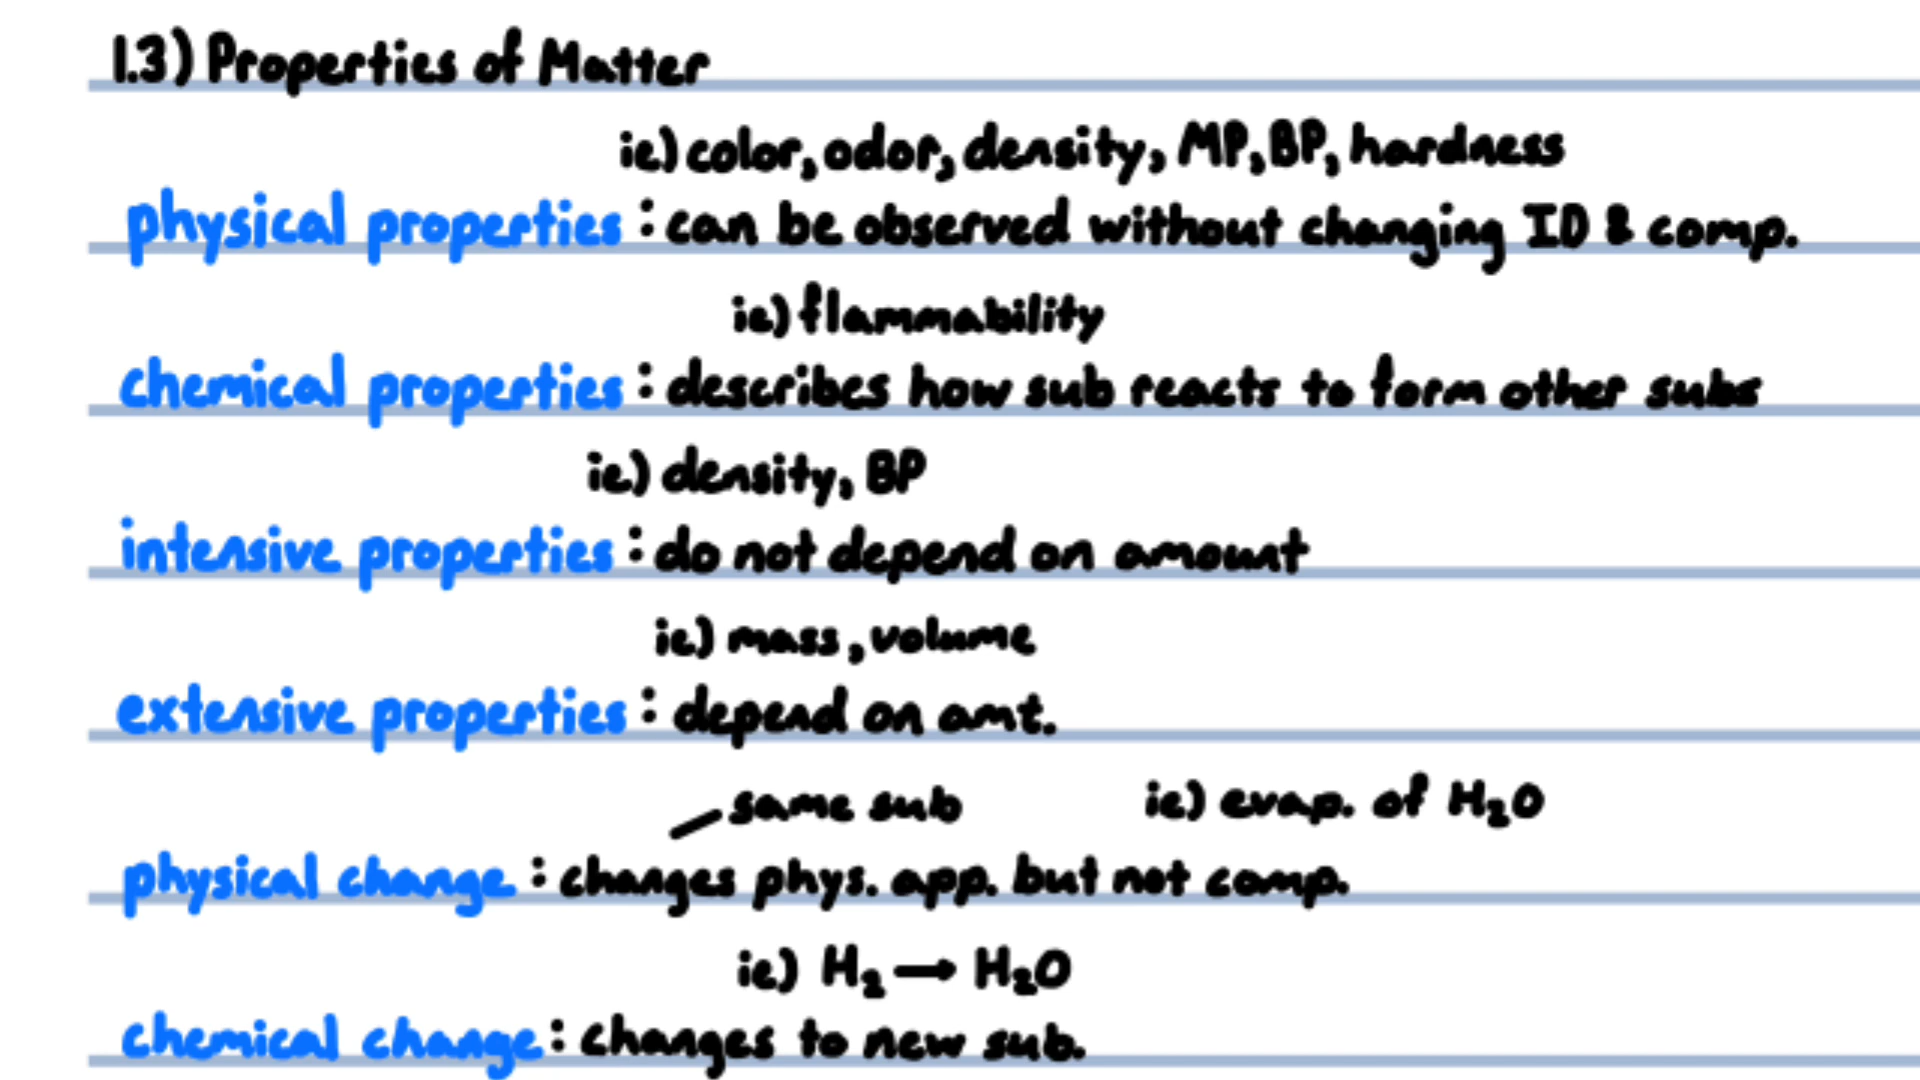 1.3) Properties of Matter
ie) color, odor, density, MP, BP, hardness
physical properties : can be observed without changing ID & comp.
ie) flammability
chemical properties : describes how sub reacts to form other subs
ie) density, BP
intensive properties : do not depend on amount
ie) mass, volume
extensive properties : depend on amt.
same sub ie) evap. of H₂O
physical change : changes phys. app. but not comp.
ie) H₂ → H₂O
chemical change : changes to new sub.